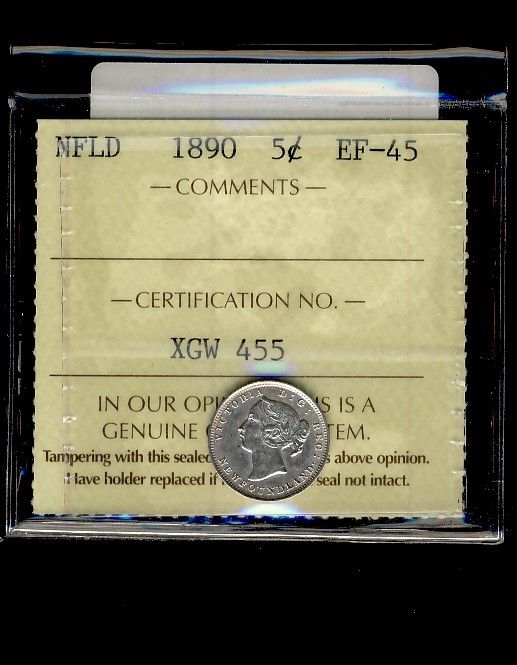 NFLD 1890 5¢ EF-45
— COMMENTS —
— CERTIFICATION NO. —
XGW 455
IN OUR IS A
GENUINE
Tampering with this above opinion.
Have holder replaced if seal not intact.
VICTORIA D: G: REG:
NEWFOUNDLAND